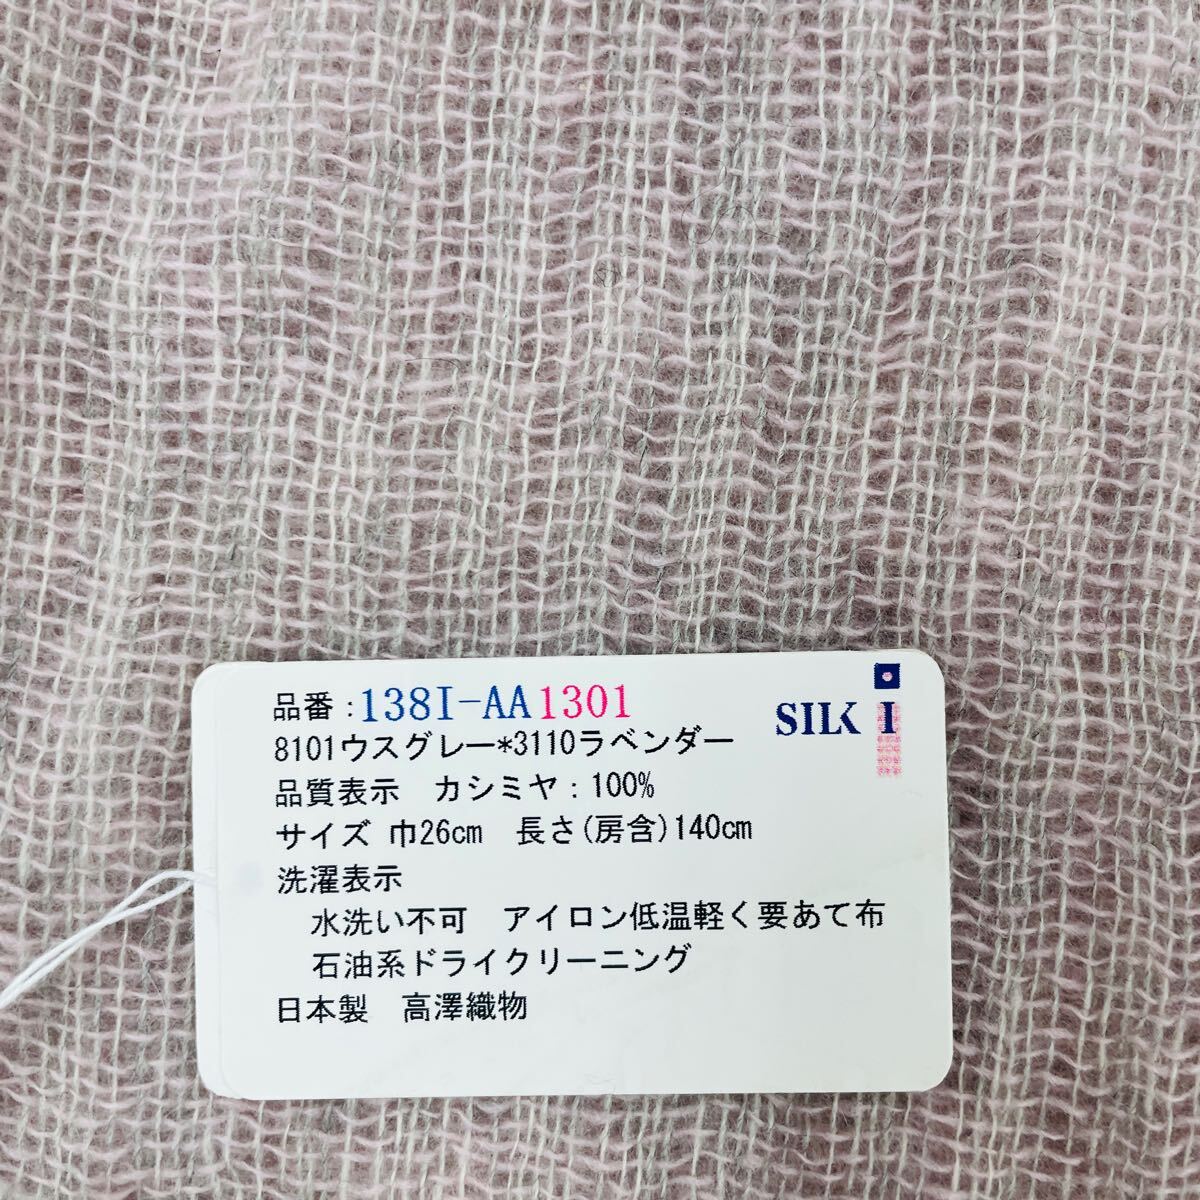 品番:138I-AA1301
SILK I
8101ウスグレー*3110ラベンダー
品質表示　カシミヤ:100%
サイズ 巾26cm　長さ(房含)140cm
洗濯表示
水洗い不可　アイロン低温軽く要あて布
石油系ドライクリーニング
日本製　高澤織物